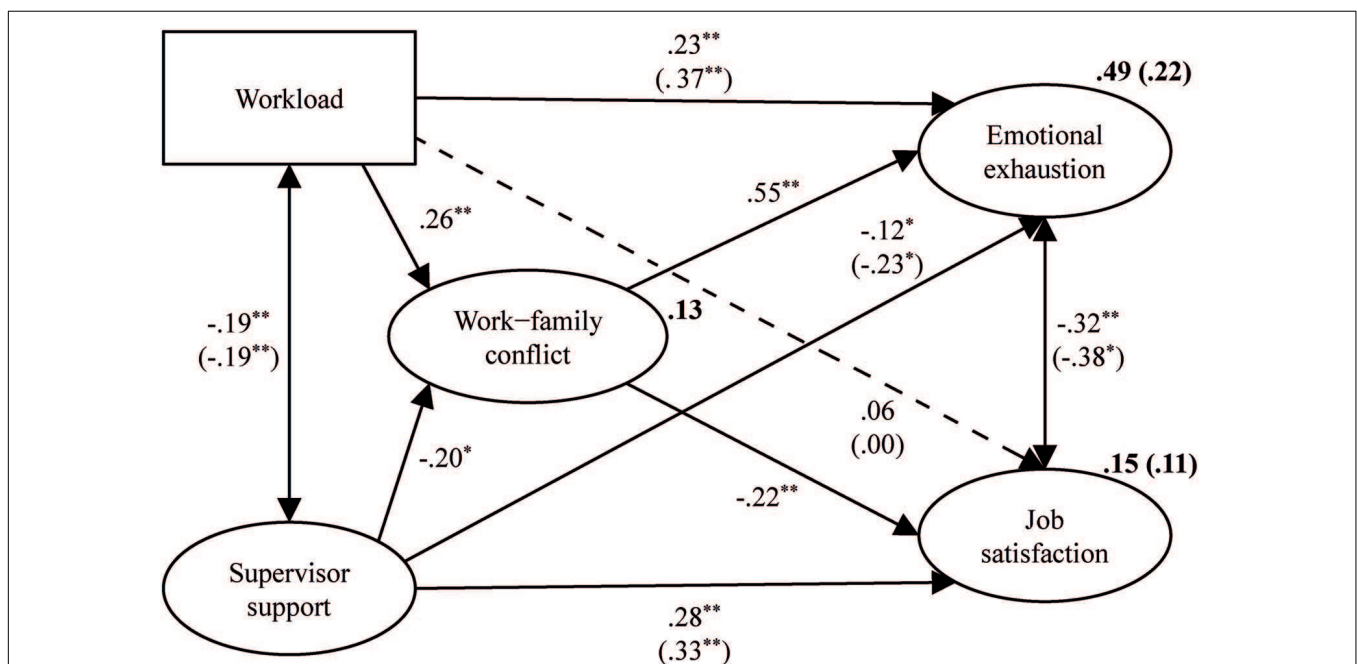 .23**
(. 37**)
.49 (.22)
Workload
Emotional
exhaustion
.26**
.55**
-.12*
(-.23*)
-.19**
(-.19**)
Work−family
conflict
.13
-.32**
(-.38*)
.06
(.00)
-.20*
-.22**
.15 (.11)
Job
satisfaction
Supervisor
support
.28**
(.33**)